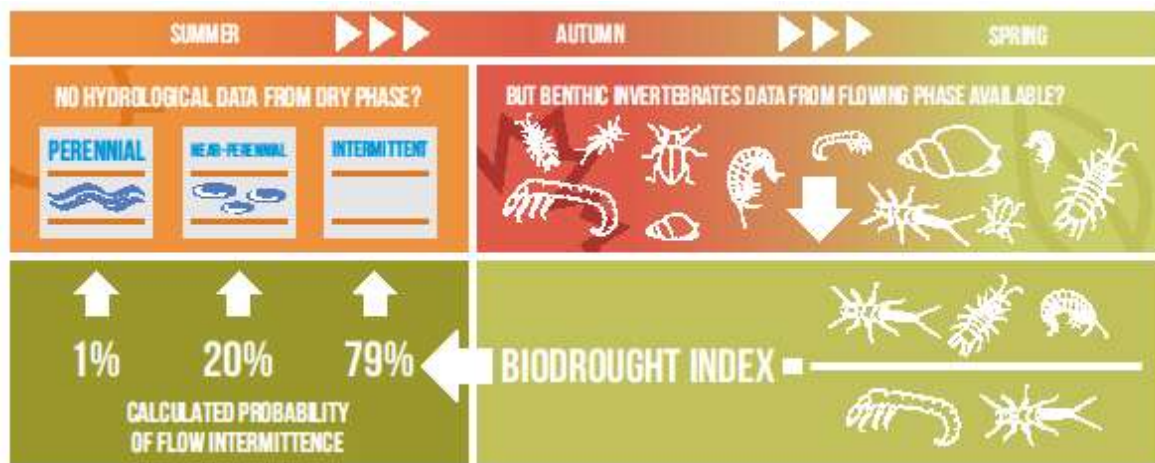 SUMMER
AUTUMN
SPRING
NO HYDROLOGICAL DATA FROM DRY PHASE?
PERENNIAL
NEAR-PERENNIAL
INTERMITTENT
BUT BENTHIC INVERTEBRATES DATA FROM FLOWING PHASE AVAILABLE?
1%
20%
79%
CALCULATED PROBABILITY
OF FLOW INTERMITTENCE
BIODROUGHT INDEX